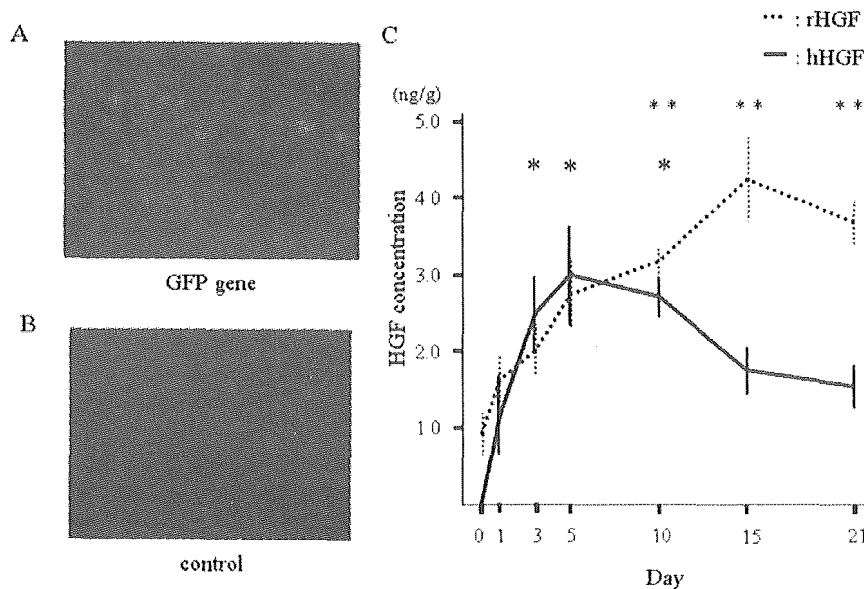 A
GFP gene
B
control
C
: rHGF
: hHGF
(ng/g)
** ** **
* * *
5.0
4.0
3.0
2.0
1.0
HGF concentration
0 1 3 5 10 15 21
Day